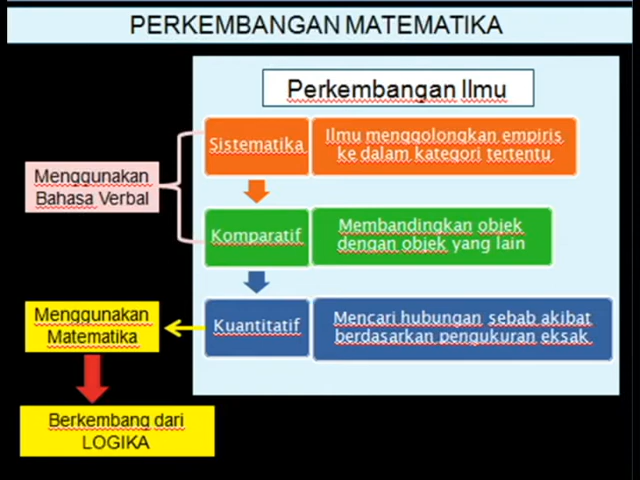 PERKEMBANGAN MATEMATIKA
Perkembangan Ilmu
Sistematika
Ilmu menggolongkan empiris
ke dalam kategori tertentu
Menggunakan
Bahasa Verbal
Komparatif
Membandingkan objek
dengan objek yang lain
Menggunakan
Matematika
Kuantitatif
Mencari hubungan sebab akibat
berdasarkan pengukuran eksak
Berkembang dari
LOGIKA